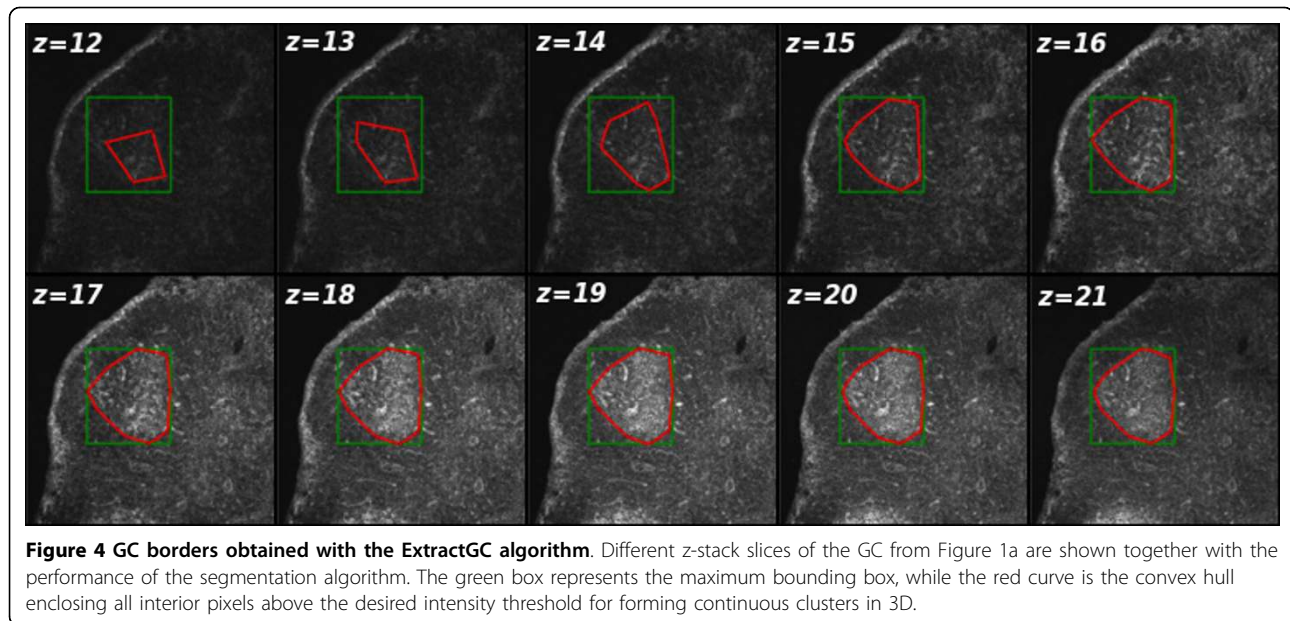 z=12
z=13
z=14
z=15
z=16
z=17
z=18
z=19
z=20
z=21
Figure 4 GC borders obtained with the ExtractGC algorithm. Different z-stack slices of the GC from Figure 1a are shown together with the
performance of the segmentation algorithm. The green box represents the maximum bounding box, while the red curve is the convex hull
enclosing all interior pixels above the desired intensity threshold for forming continuous clusters in 3D.